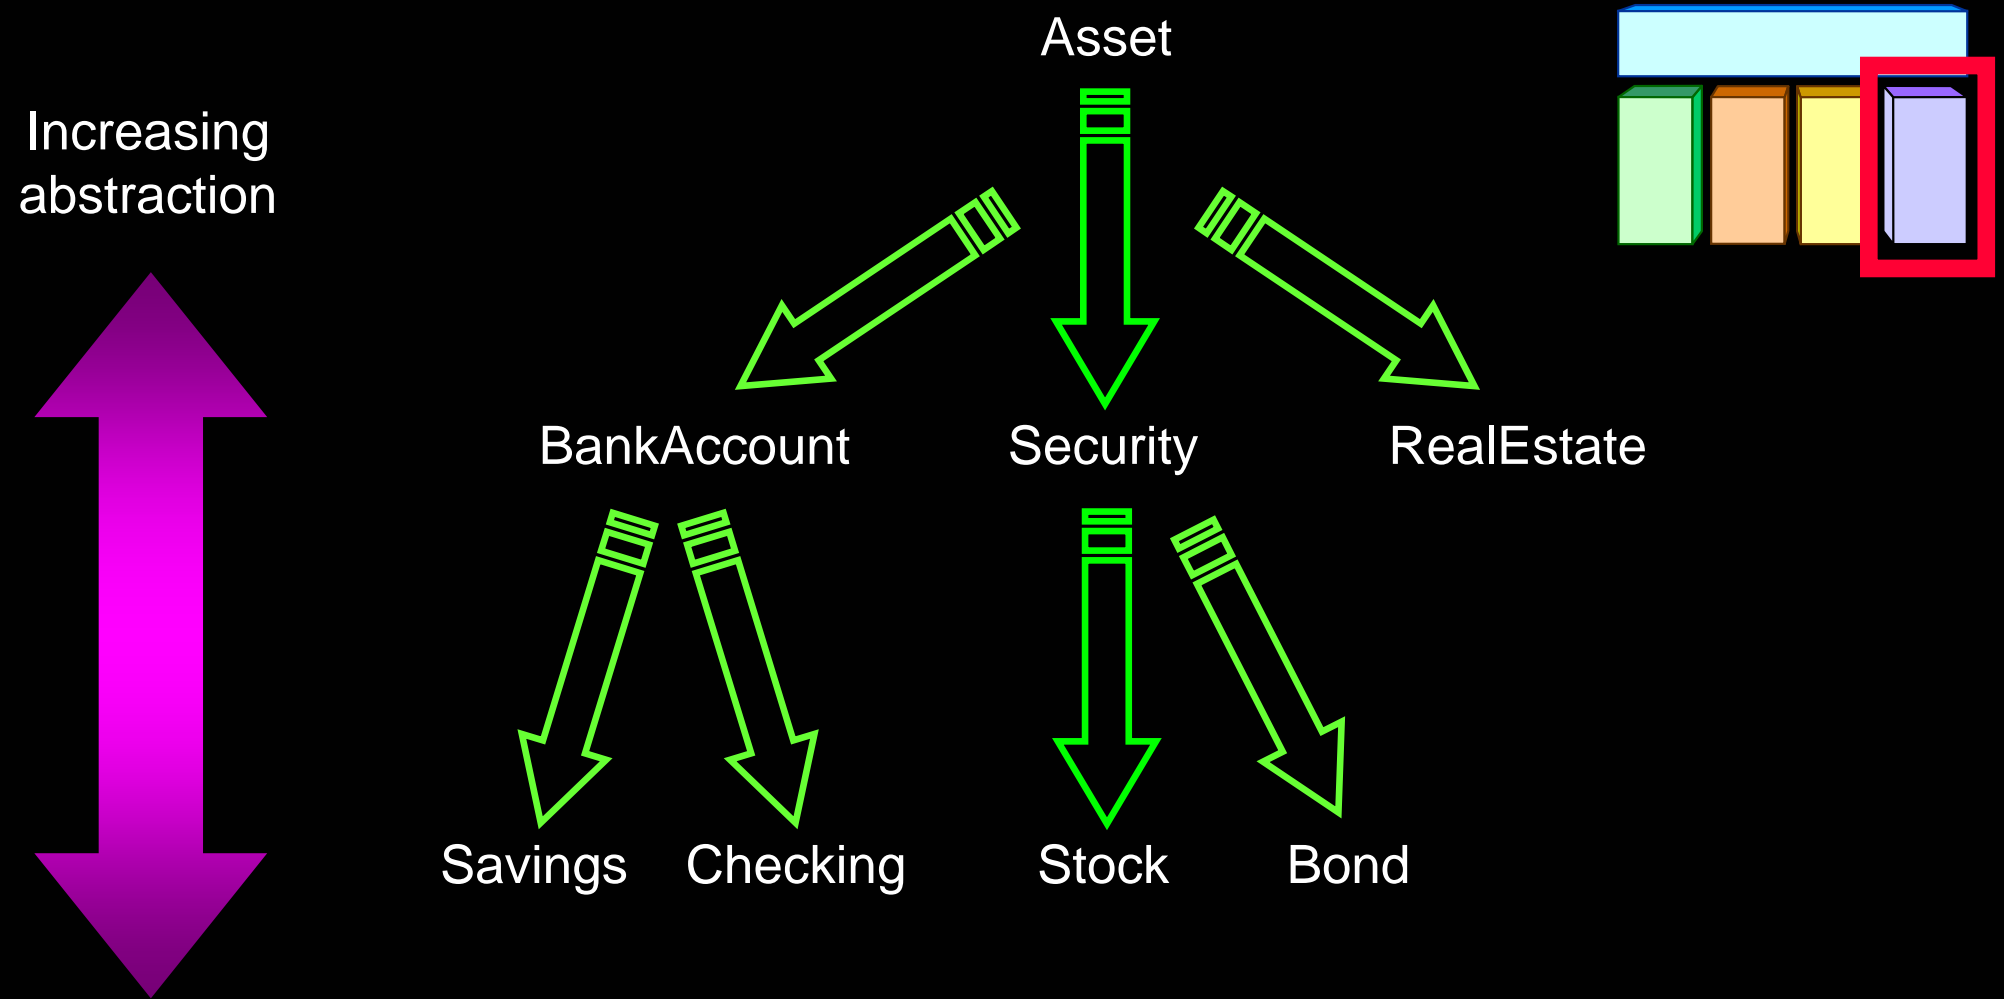 Asset
Increasing
abstraction
BankAccount
Security
RealEstate
Savings
Checking
Stock
Bond